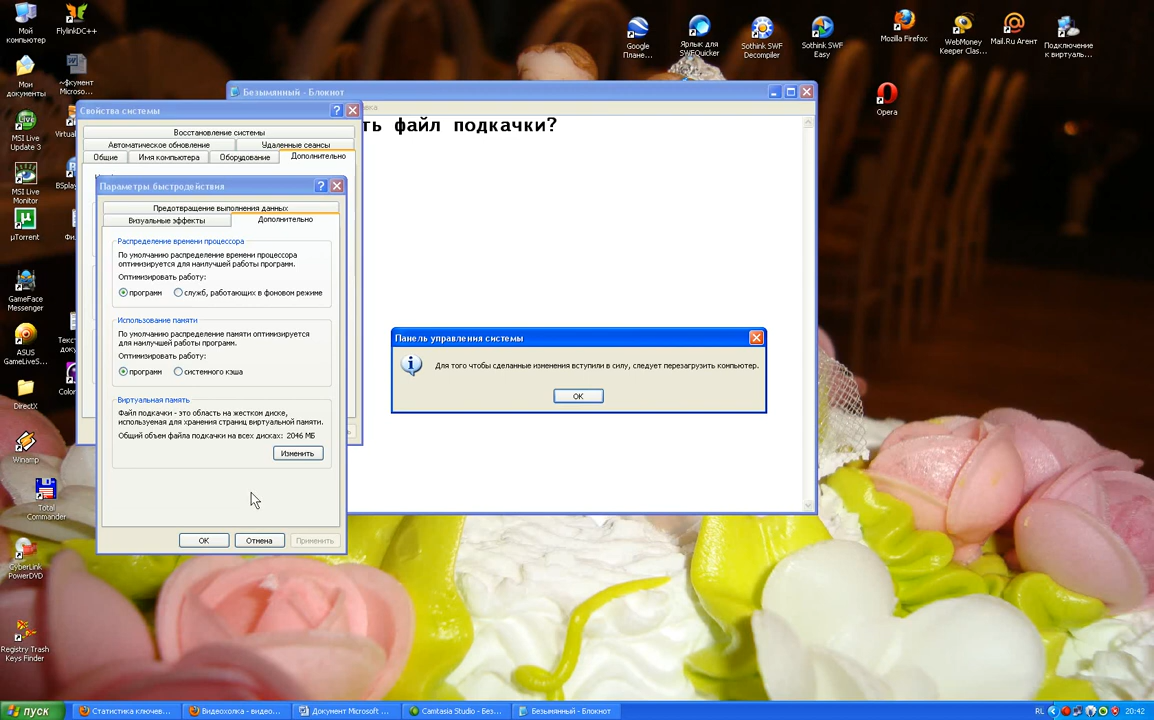 Мой
компьютер
FlylinkDC++
Мои
документы
~$кумент
Microso...
MSI Live
Update 3
Virtual
MSI Live
Monitor
BSplay
µTorrent
Фи
GameFace
Messenger
ASUS
GameLiveS...
Текс
доку
DirectX
Color
Winamp
Total
Commander
CyberLink
PowerDVD
Registry Trash
Keys Finder
Google
Плане...
Ярлык для
SWFQuicker
Sothink SWF
Decompiler
Sothink SWF
Easy
Mozilla Firefox
WebMoney
Keeper Clas...
Mail.Ru Агент
Подключение
к виртуаль...
Opera
Безымянный - Блокнот
ть файл подкачки?
Свойства системы
Восстановление системы
Автоматическое обновление
Удаленные сеансы
Общие
Имя компьютера
Оборудование
Дополнительно
Параметры быстродействия
Предотвращение выполнения данных
Визуальные эффекты
Дополнительно
Распределение времени процессора
По умолчанию распределение времени процессора
оптимизируется для наилучшей работы программ.
Оптимизировать работу:
программ
служб, работающих в фоновом режиме
Использование памяти
По умолчанию распределение памяти оптимизируется
для наилучшей работы программ.
Оптимизировать работу:
программ
системного кэша
Виртуальная память
Файл подкачки - это область на жестком диске,
используемая для хранения страниц виртуальной памяти.
Общий объем файла подкачки на всех дисках: 2046 МБ
Изменить
OK
Отмена
Применить
Панель управления системы
Для того чтобы сделанные изменения вступили в силу, следует перезагрузить компьютер.
OK
пуск
Статистика ключев...
Видеохолка - видео...
Документ Microsoft ...
Camtasia Studio - Без...
Безымянный - Блокнот
RL
20:42